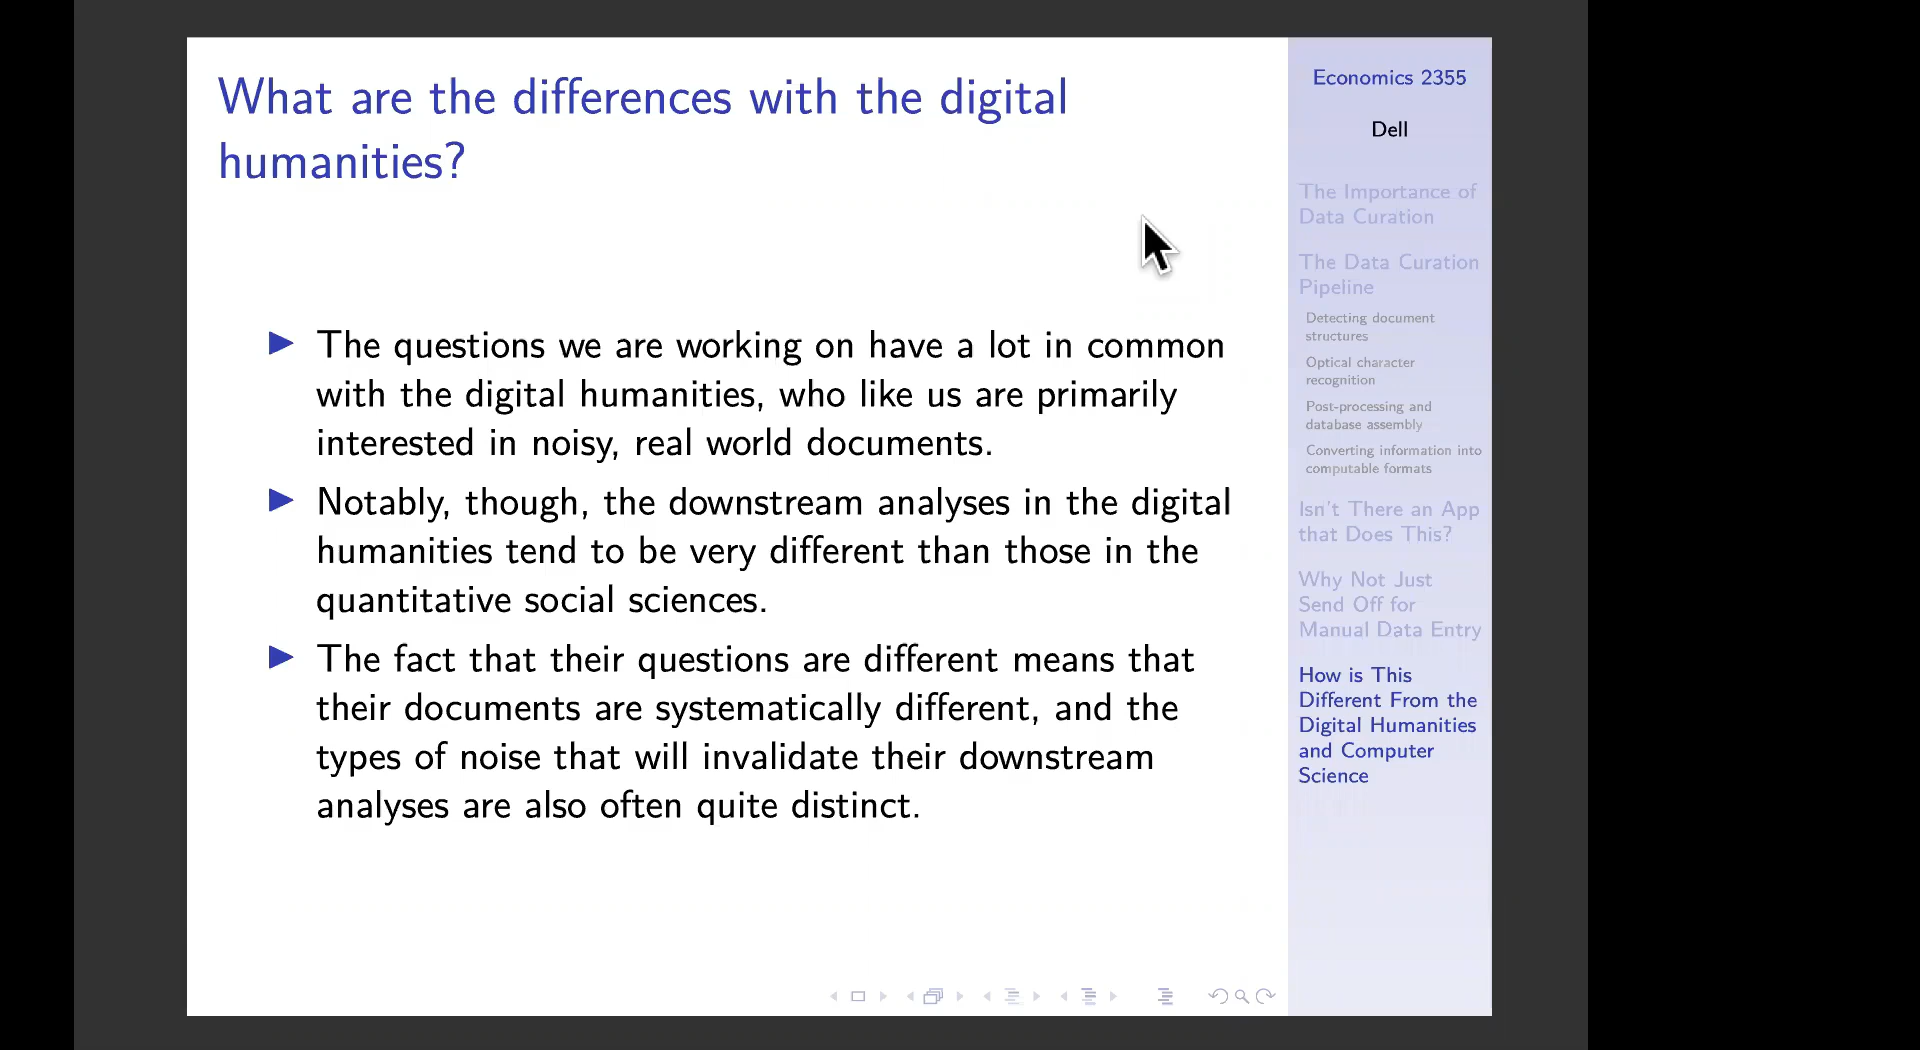 What are the differences with the digital
humanities?
The questions we are working on have a lot in common
with the digital humanities, who like us are primarily
interested in noisy, real world documents.
Notably, though, the downstream analyses in the digital
humanities tend to be very different than those in the
quantitative social sciences.
The fact that their questions are different means that
their documents are systematically different, and the
types of noise that will invalidate their downstream
analyses are also often quite distinct.
Economics 2355
Dell
The Importance of
Data Curation
The Data Curation
Pipeline
Detecting document
structures
Optical character
recognition
Post-processing and
database assembly
Converting information into
computable formats
Isn't There an App
that Does This?
Why Not Just
Send Off for
Manual Data Entry
How is This
Different From the
Digital Humanities
and Computer
Science